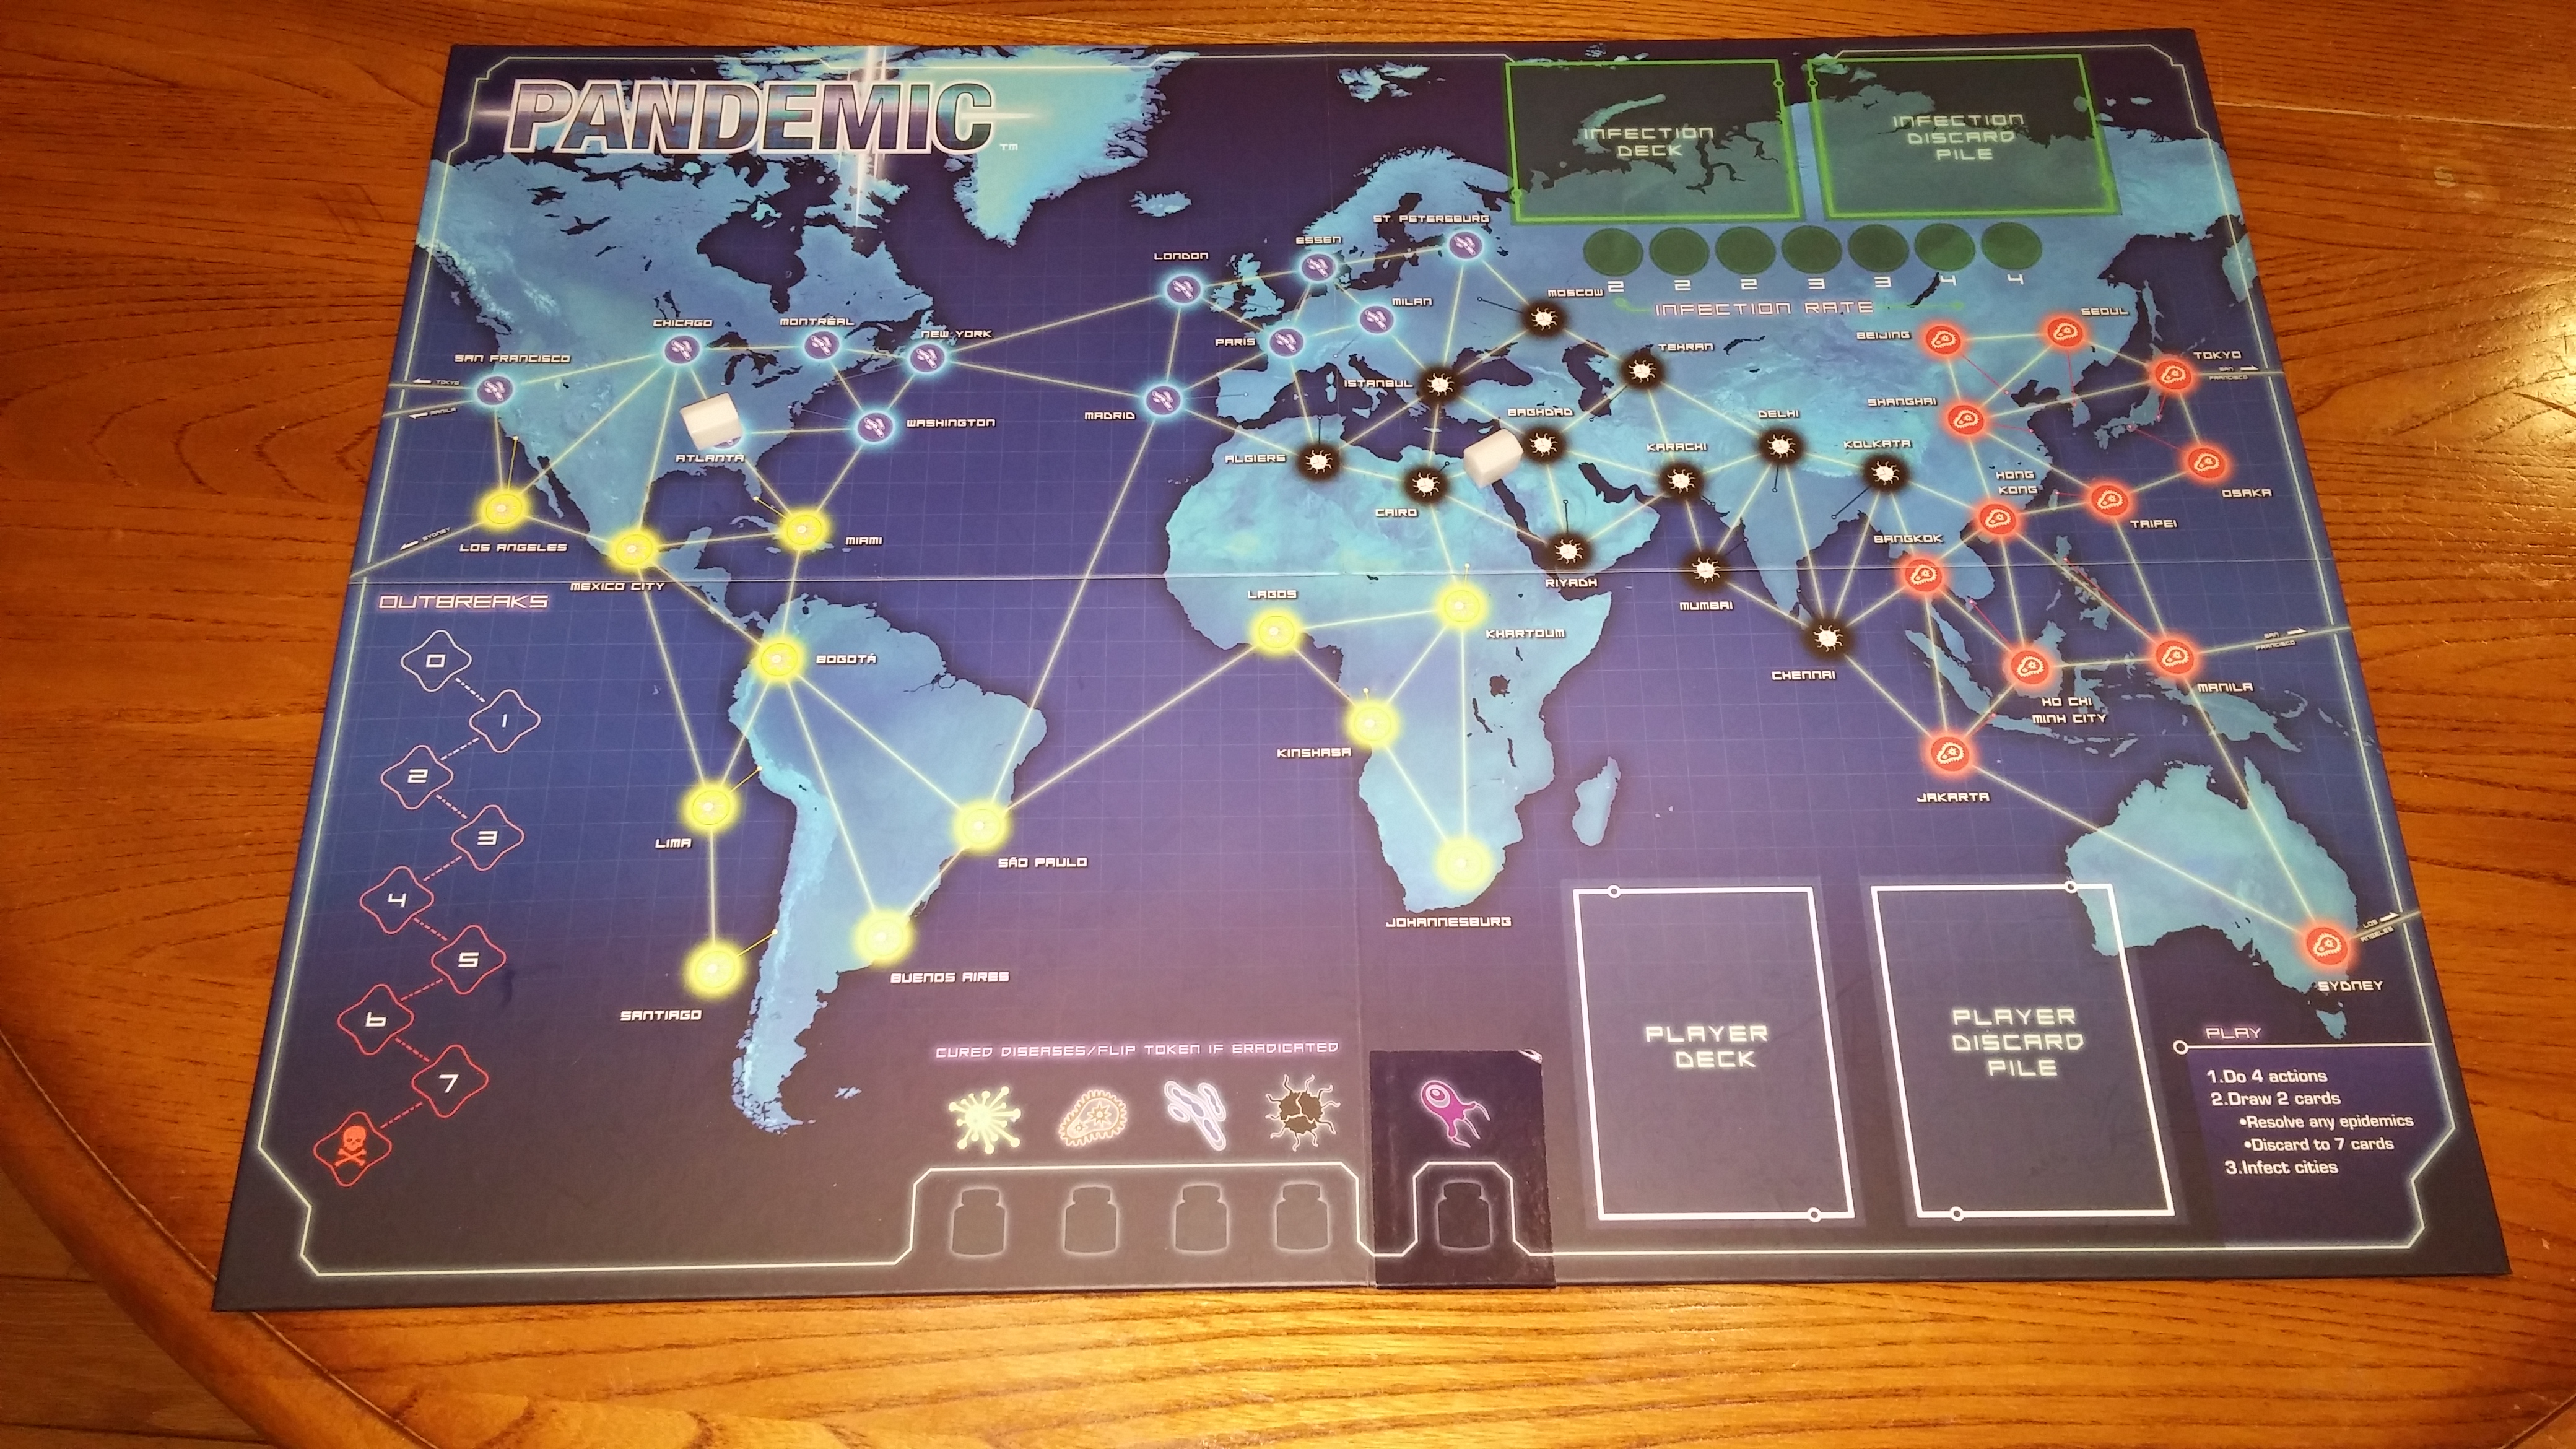 PANDEMIC
TM
INFECTION
DECK
INFECTION
DISCARD
PILE
2 2 2 3 3 4 4
INFECTION RATE
ST. PETERSBURG
ESSEN
LONDON
MOSCOW
MILAN
PARIS
CHICAGO
MONTRÉAL
NEW YORK
SAN FRANCISCO
TOKYO
MANILA
ATLANTA
WASHINGTON
MADRID
ISTANBUL
TEHRAN
BAGHDAD
ALGIERS
CAIRO
KARACHI
DELHI
KOLKATA
BEIJING
SEOUL
TOKYO
SAN
FRANCISCO
SHANGHAI
HONG
KONG
OSAKA
TAIPEI
BANGKOK
SYDNEY
LOS ANGELES
MEXICO CITY
MIAMI
RIYADH
MUMBAI
CHENNAI
LAGOS
KHARTOUM
BOGOTÁ
KINSHASA
SAN
FRANCISCO
MANILA
HO CHI
MINH CITY
JAKARTA
LIMA
SÃO PAULO
JOHANNESBURG
SANTIAGO
BUENOS AIRES
LOS
ANGELES
SYDNEY
OUTBREAKS
0
1
2
3
4
5
6
7
CURED DISEASES/FLIP TOKEN IF ERADICATED
PLAYER
DECK
PLAYER
DISCARD
PILE
PLAY
1.Do 4 actions
2.Draw 2 cards
•Resolve any epidemics
•Discard to 7 cards
3.Infect cities